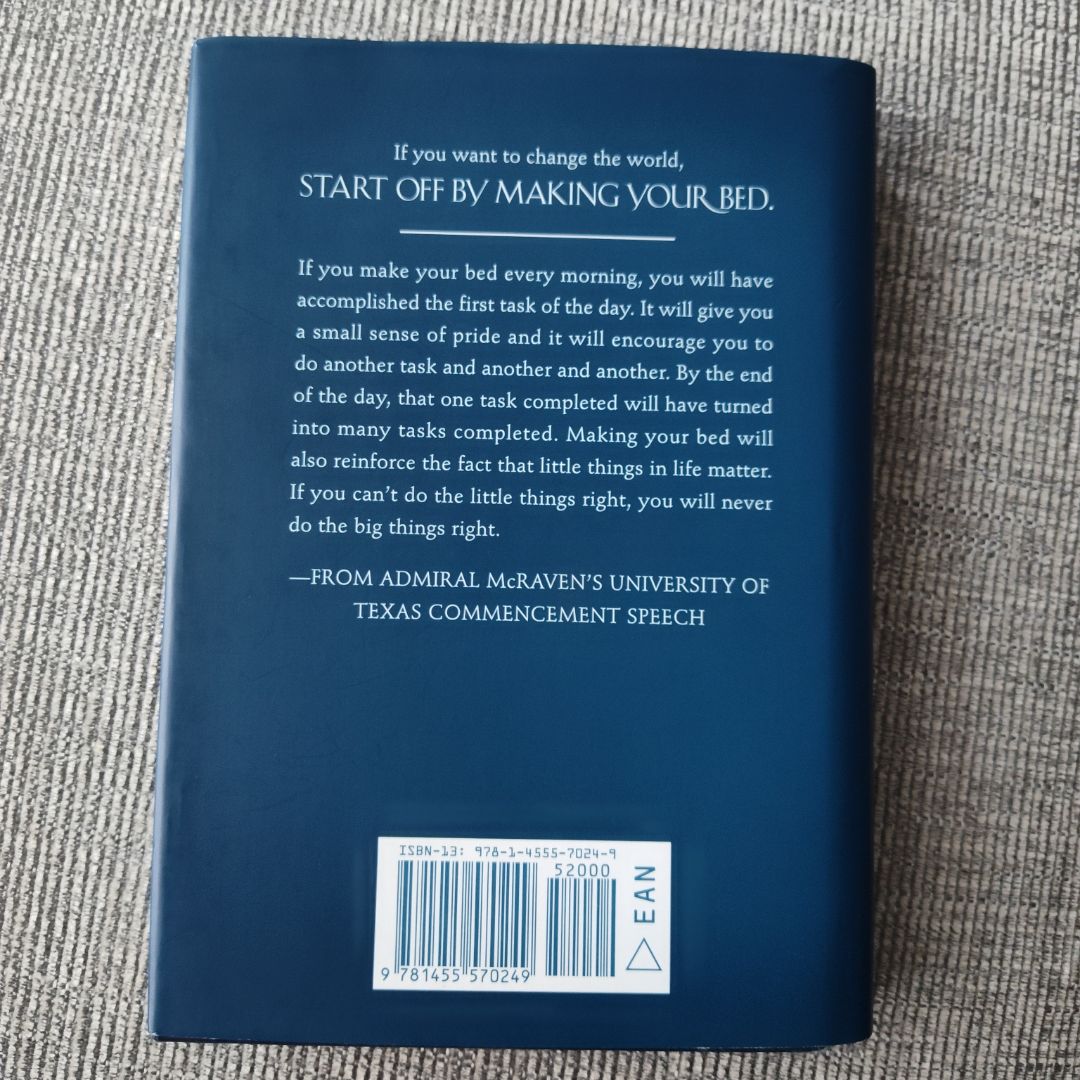 If you want to change the world,
START OFF BY MAKING YOUR BED.
If you make your bed every morning, you will have
accomplished the first task of the day. It will give you
a small sense of pride and it will encourage you to
do another task and another and another. By the end
of the day, that one task completed will have turned
into many tasks completed. Making your bed will
also reinforce the fact that little things in life matter.
If you can't do the little things right, you will never
do the big things right.
—FROM ADMIRAL McRAVEN'S UNIVERSITY OF
TEXAS COMMENCEMENT SPEECH
ISBN-13: 978-1-4555-7024-9
52000
EAN
9 781455 570249